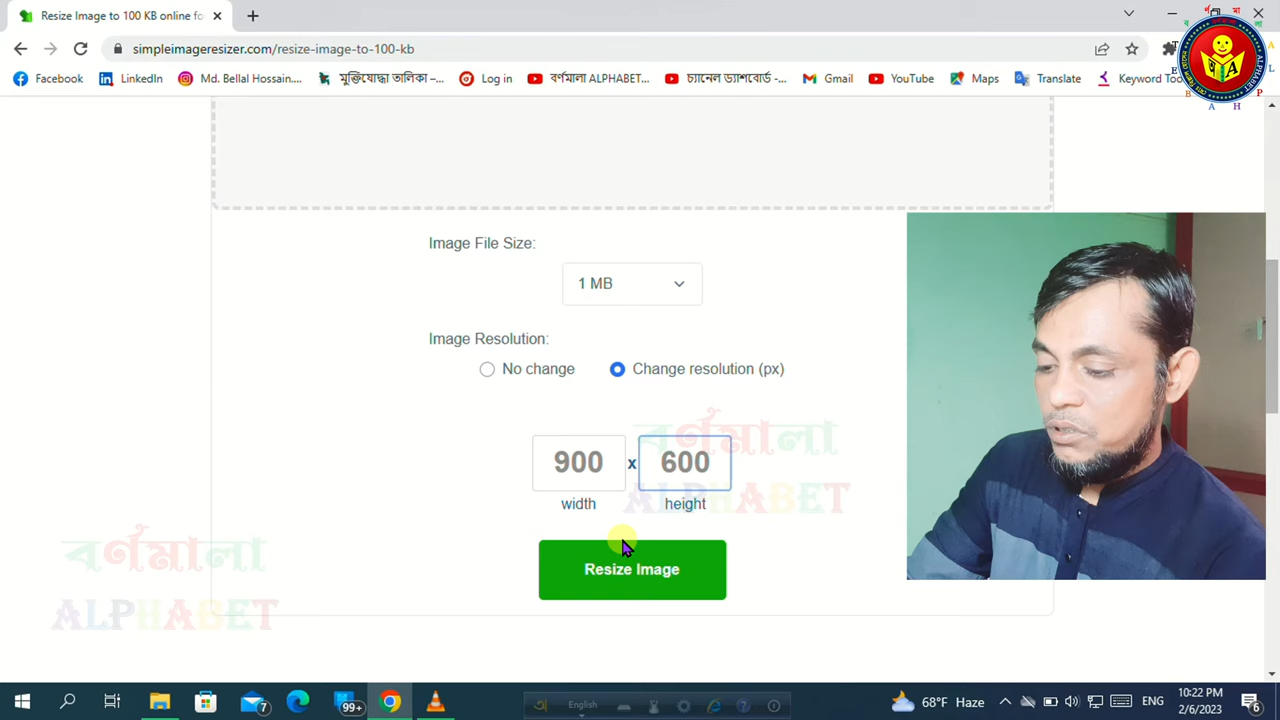 Resize Image to 100 KB online fo
simpleimageresizer.com/resize-image-to-100-kb
Facebook
LinkedIn
Md. Bellal Hossain....
মুক্তিযোদ্ধা তালিকা –...
Log in
বর্ণমালা ALPHABET...
চ্যানেল ড্যাশবোর্ড -...
Gmail
YouTube
Maps
Translate
Keyword Too
Image File Size:
1 MB
Image Resolution:
No change
Change resolution (px)
বর্ণমালা
ALPHABET
900 x 600
width
height
Resize Image
বর্ণমালা
ALPHABET
7
99+
English
68°F Haze
ENG
10:22 PM
2/6/2023
6